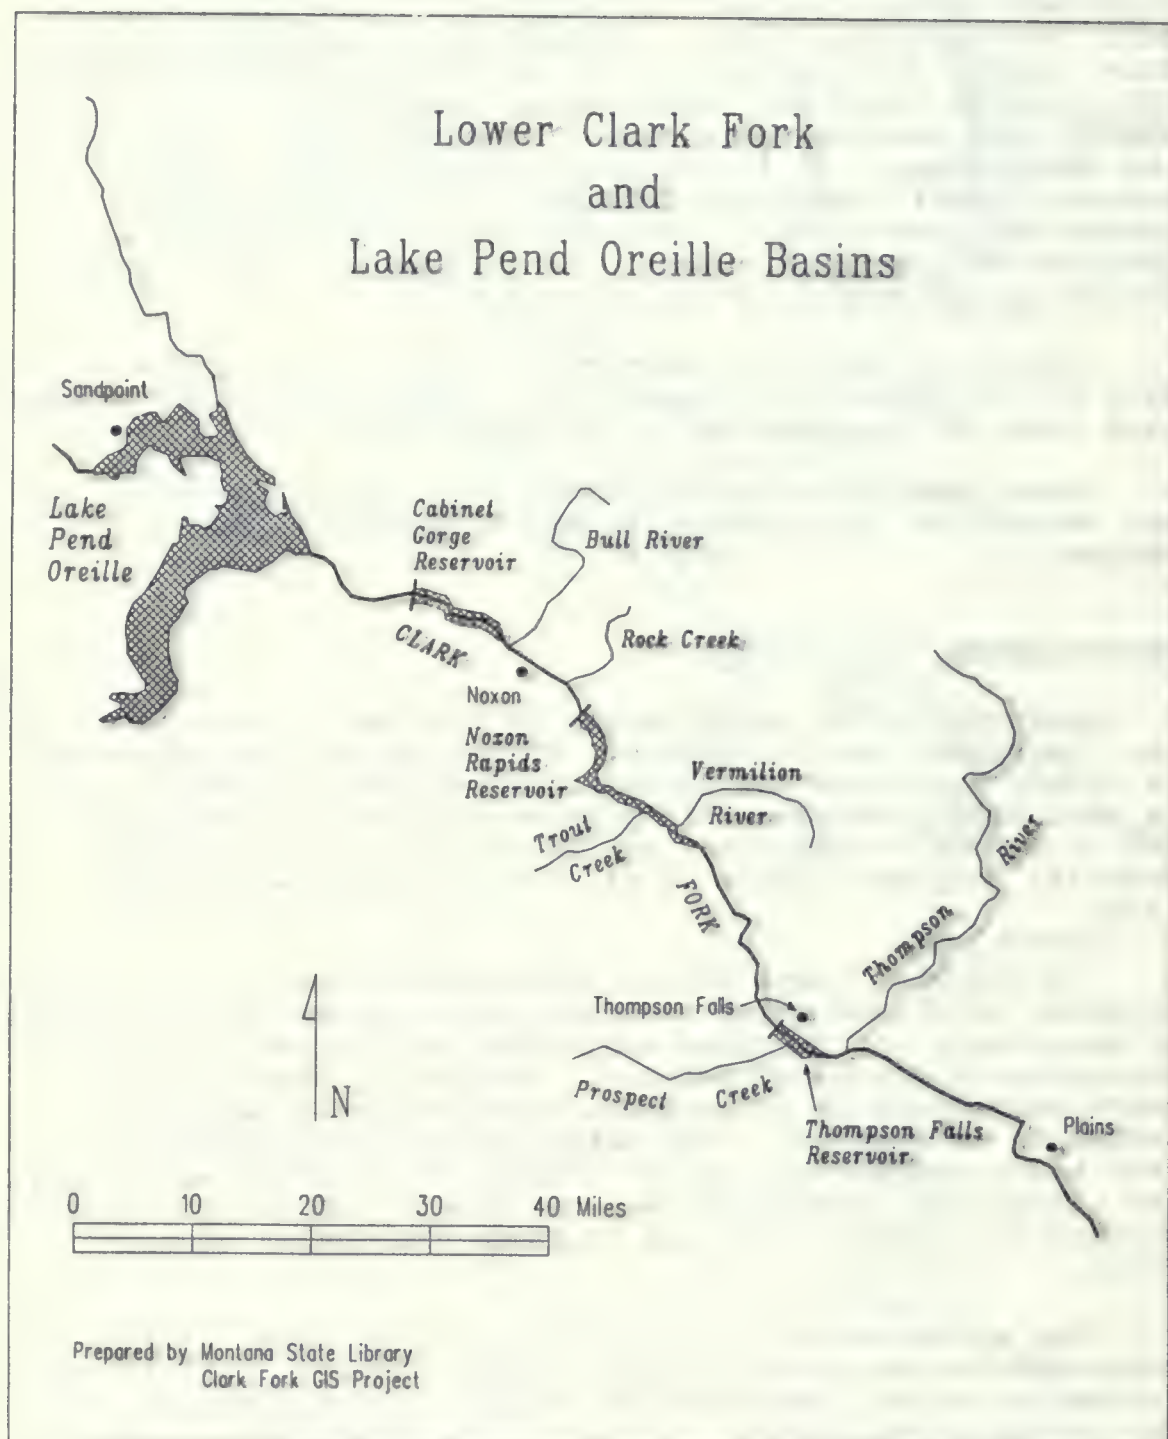 Lower Clark Fork
and
Lake Pend Oreille Basins
Sandpoint
Lake
Pend
Oreille
Cabinet
Gorge
Reservoir
Bull River
CLARK
Rock Creek
Noxon
Noxon
Rapids
Reservoir
Vermilion
River
Trout
Creek
FORK
Thompson
River
Thompson Falls
Prospect
Creek
Thompson Falls
Reservoir
Plains
N
0 10 20 30 40 Miles
Prepared by Montana State Library
Clark Fork GIS Project